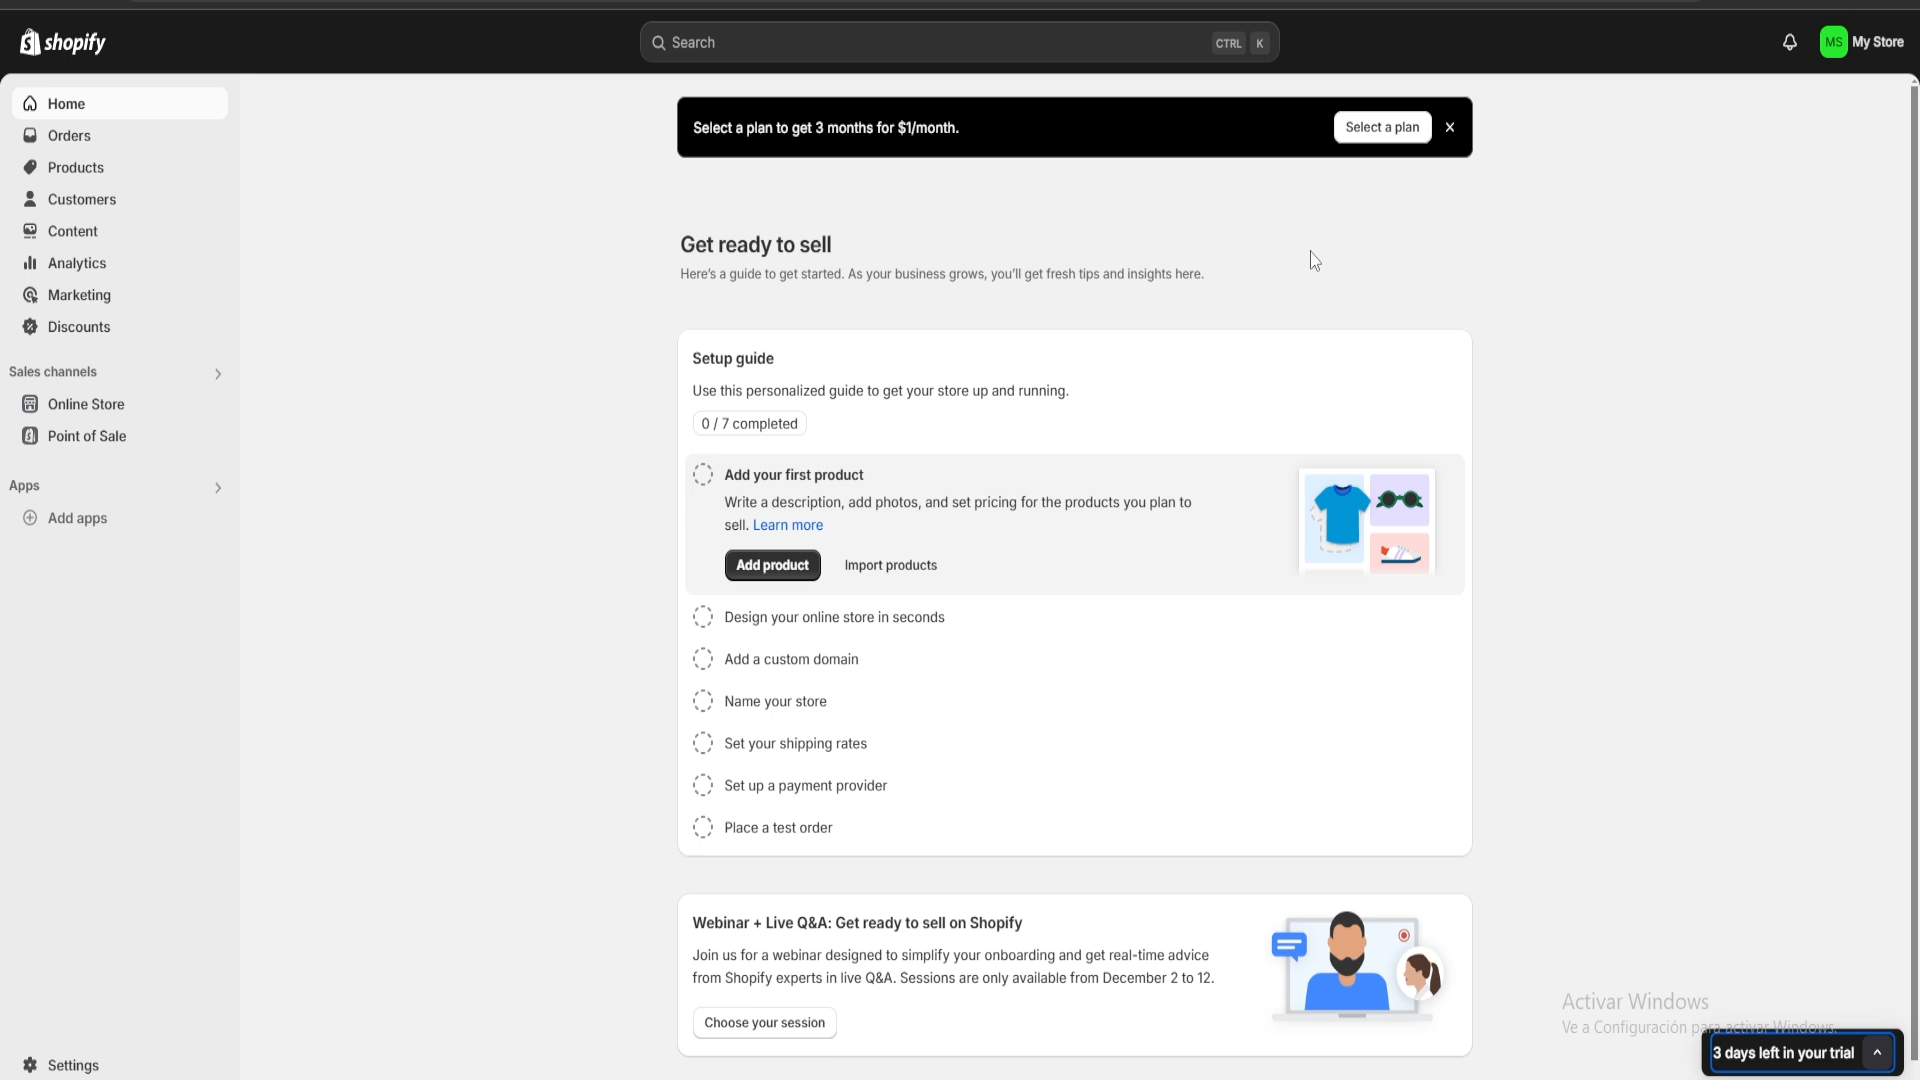 shopify
Search
CTRL K
MS My Store
Home
Orders
Products
Customers
Content
Analytics
Marketing
Discounts
Sales channels
Online Store
Point of Sale
Apps
Add apps
Settings
Select a plan to get 3 months for $1/month.
Select a plan
Get ready to sell
Here's a guide to get started. As your business grows, you'll get fresh tips and insights here.
Setup guide
Use this personalized guide to get your store up and running.
0 / 7 completed
Add your first product
Write a description, add photos, and set pricing for the products you plan to
sell. Learn more
Add product
Import products
Design your online store in seconds
Add a custom domain
Name your store
Set your shipping rates
Set up a payment provider
Place a test order
Webinar + Live Q&A: Get ready to sell on Shopify
Join us for a webinar designed to simplify your onboarding and get real-time advice
from Shopify experts in live Q&A. Sessions are only available from December 2 to 12.
Choose your session
Activar Windows
Ve a Configuración para activar Windows.
3 days left in your trial